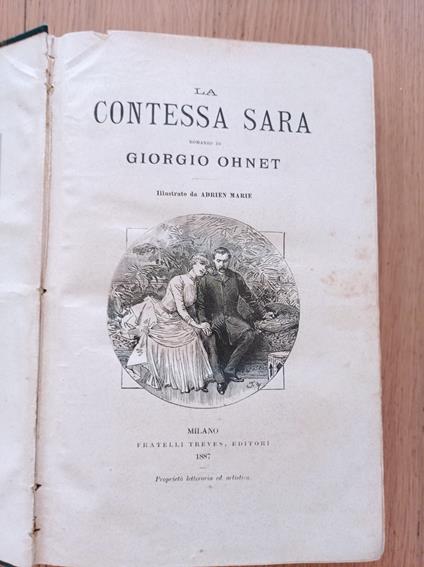 LA
CONTESSA SARA
ROMANZO DI
GIORGIO OHNET
Illustrato da ADRIEN MARIE
MILANO
FRATELLI TREVES, EDITORI
1887
Proprietà letteraria ed artistica.